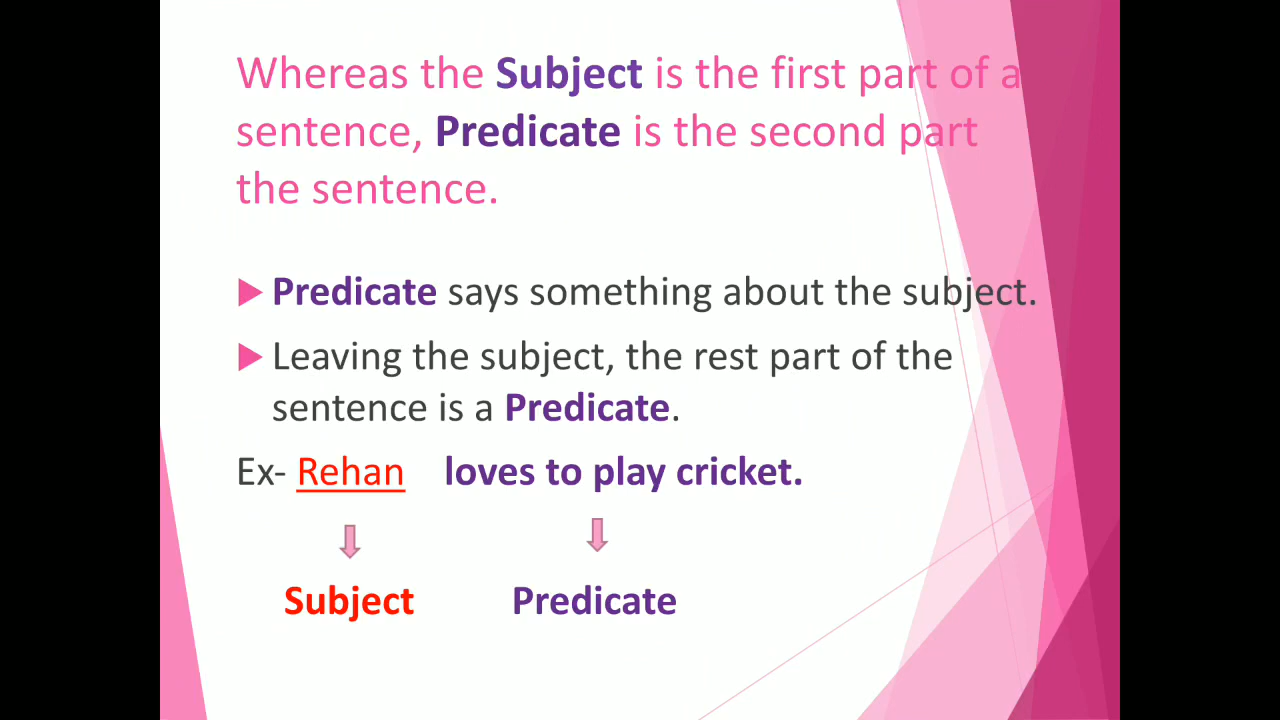 Whereas the Subject is the first part of a
sentence, Predicate is the second part
the sentence.
Predicate says something about the subject.
Leaving the subject, the rest part of the
sentence is a Predicate.
Ex- Rehan loves to play cricket.
Subject Predicate